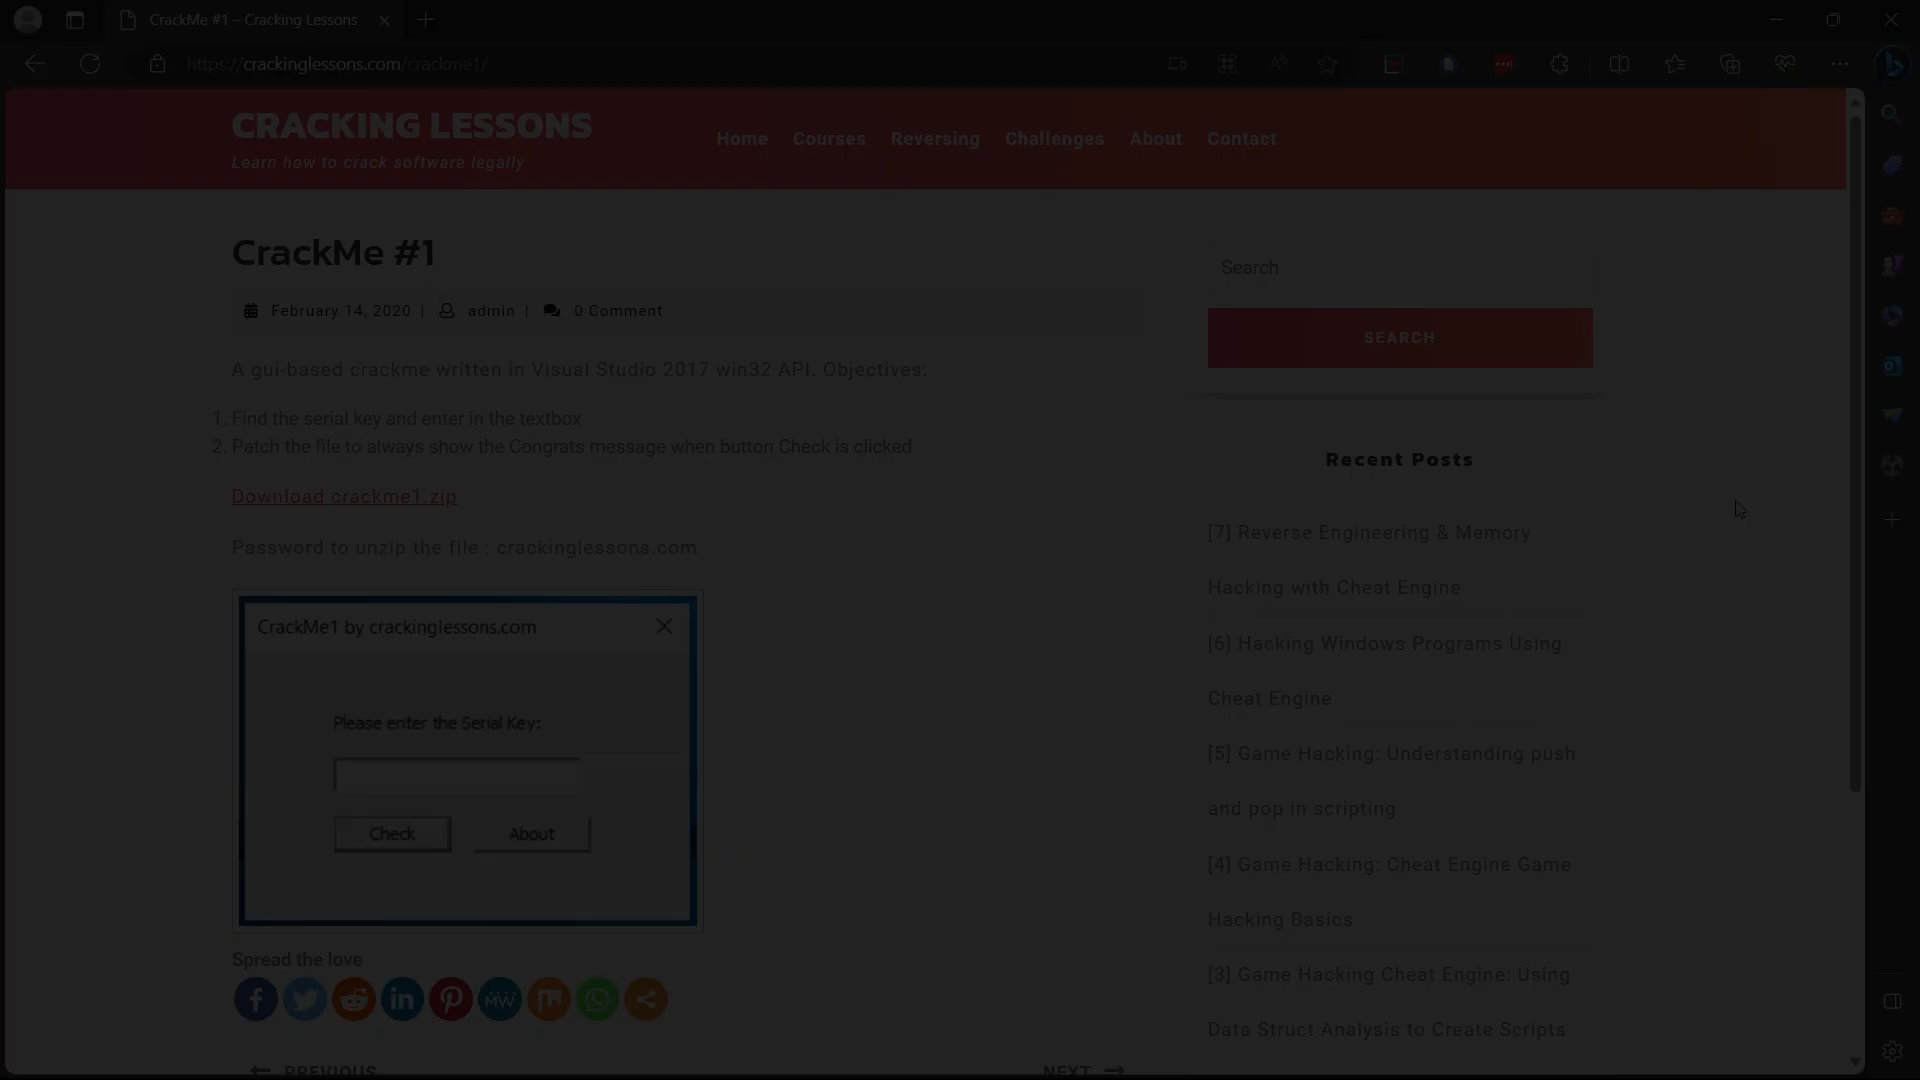 CrackMe #1 – Cracking Lessons
https://crackinglessons.com/crackme1/
CRACKING LESSONS
Learn how to crack software legally
Home Courses Reversing Challenges About Contact
CrackMe #1
February 14, 2020 | admin | 0 Comment
A gui-based crackme written in Visual Studio 2017 win32 API. Objectives:
1. Find the serial key and enter in the textbox
2. Patch the file to always show the Congrats message when button Check is clicked
Download crackme1.zip
Password to unzip the file : crackinglessons.com
CrackMe1 by crackinglessons.com
Please enter the Serial Key:
Check About
Spread the love
MW
PREVIOUS NEXT
Search
SEARCH
Recent Posts
[7] Reverse Engineering & Memory
Hacking with Cheat Engine
[6] Hacking Windows Programs Using
Cheat Engine
[5] Game Hacking: Understanding push
and pop in scripting
[4] Game Hacking: Cheat Engine Game
Hacking Basics
[3] Game Hacking Cheat Engine: Using
Data Struct Analysis to Create Scripts